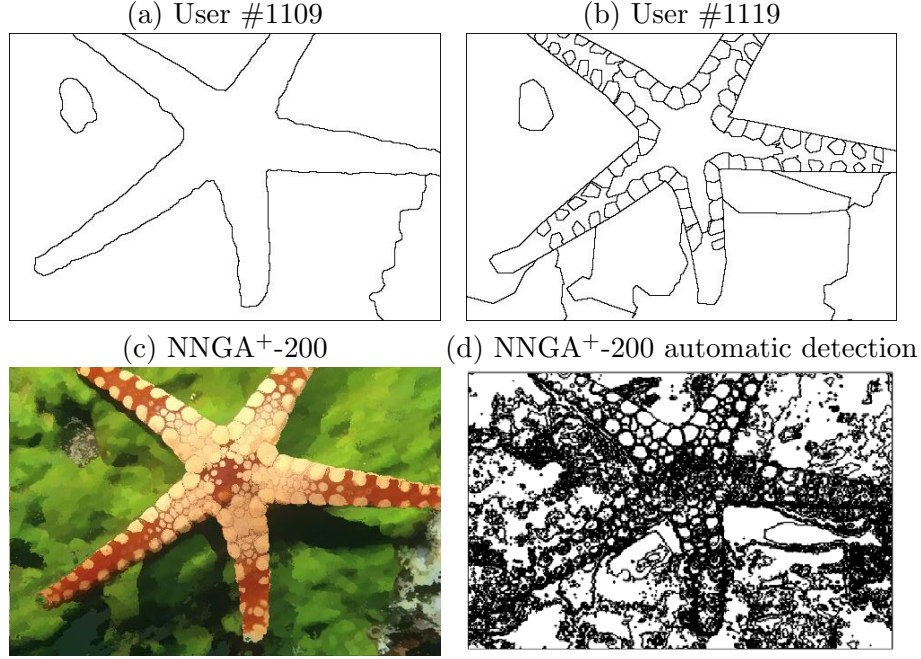 (a) User #1109
(b) User #1119
(c) NNGA⁺-200
(d) NNGA⁺-200 automatic detection